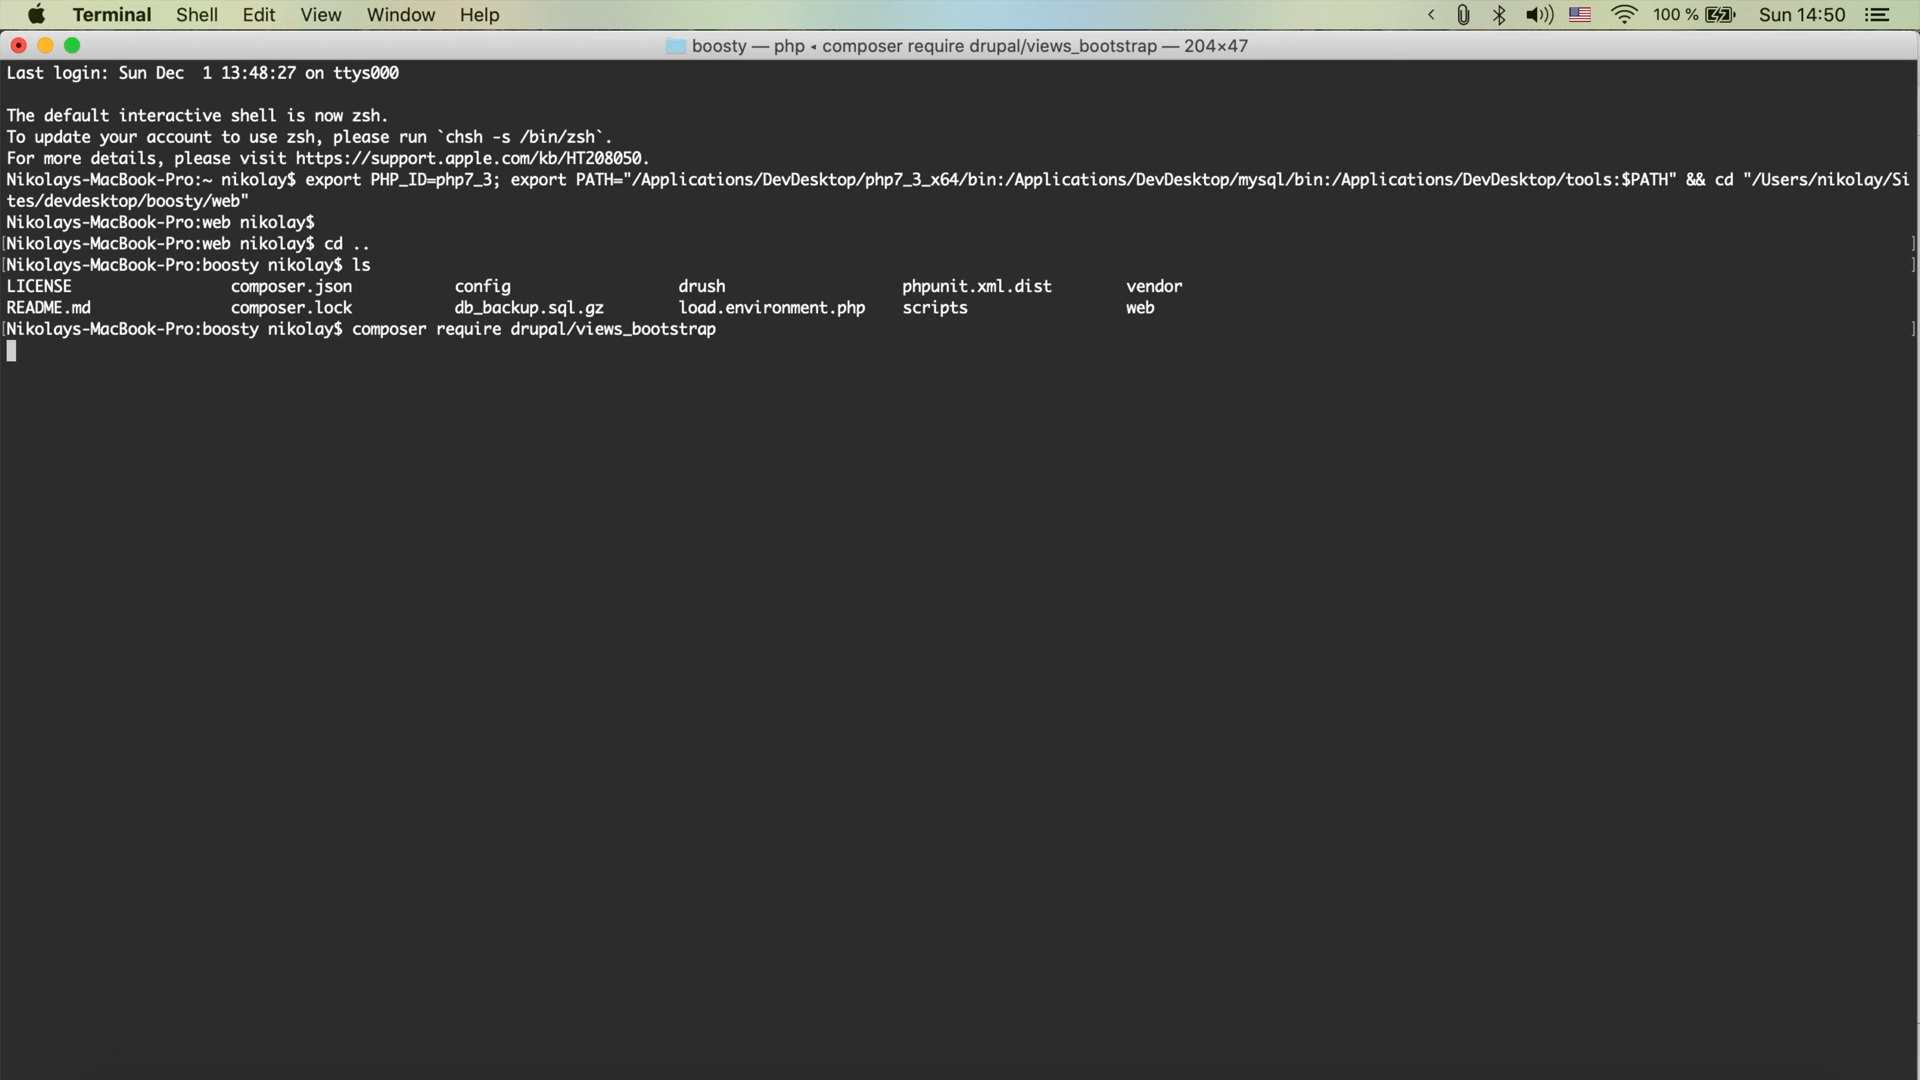 Terminal Shell Edit View Window Help 100 % Sun 14:50
boosty — php ◂ composer require drupal/views_bootstrap — 204×47
Last login: Sun Dec  1 13:48:27 on ttys000
The default interactive shell is now zsh.
To update your account to use zsh, please run `chsh -s /bin/zsh`.
For more details, please visit https://support.apple.com/kb/HT208050.
Nikolays-MacBook-Pro:~ nikolay$ export PHP_ID=php7_3; export PATH="/Applications/DevDesktop/php7_3_x64/bin:/Applications/DevDesktop/mysql/bin:/Applications/DevDesktop/tools:$PATH" && cd "/Users/nikolay/Si
tes/devdesktop/boosty/web"
Nikolays-MacBook-Pro:web nikolay$
[Nikolays-MacBook-Pro:web nikolay$ cd .. ]
[Nikolays-MacBook-Pro:boosty nikolay$ ls ]
LICENSE composer.json config drush phpunit.xml.dist vendor
README.md composer.lock db_backup.sql.gz load.environment.php scripts web
[Nikolays-MacBook-Pro:boosty nikolay$ composer require drupal/views_bootstrap ]